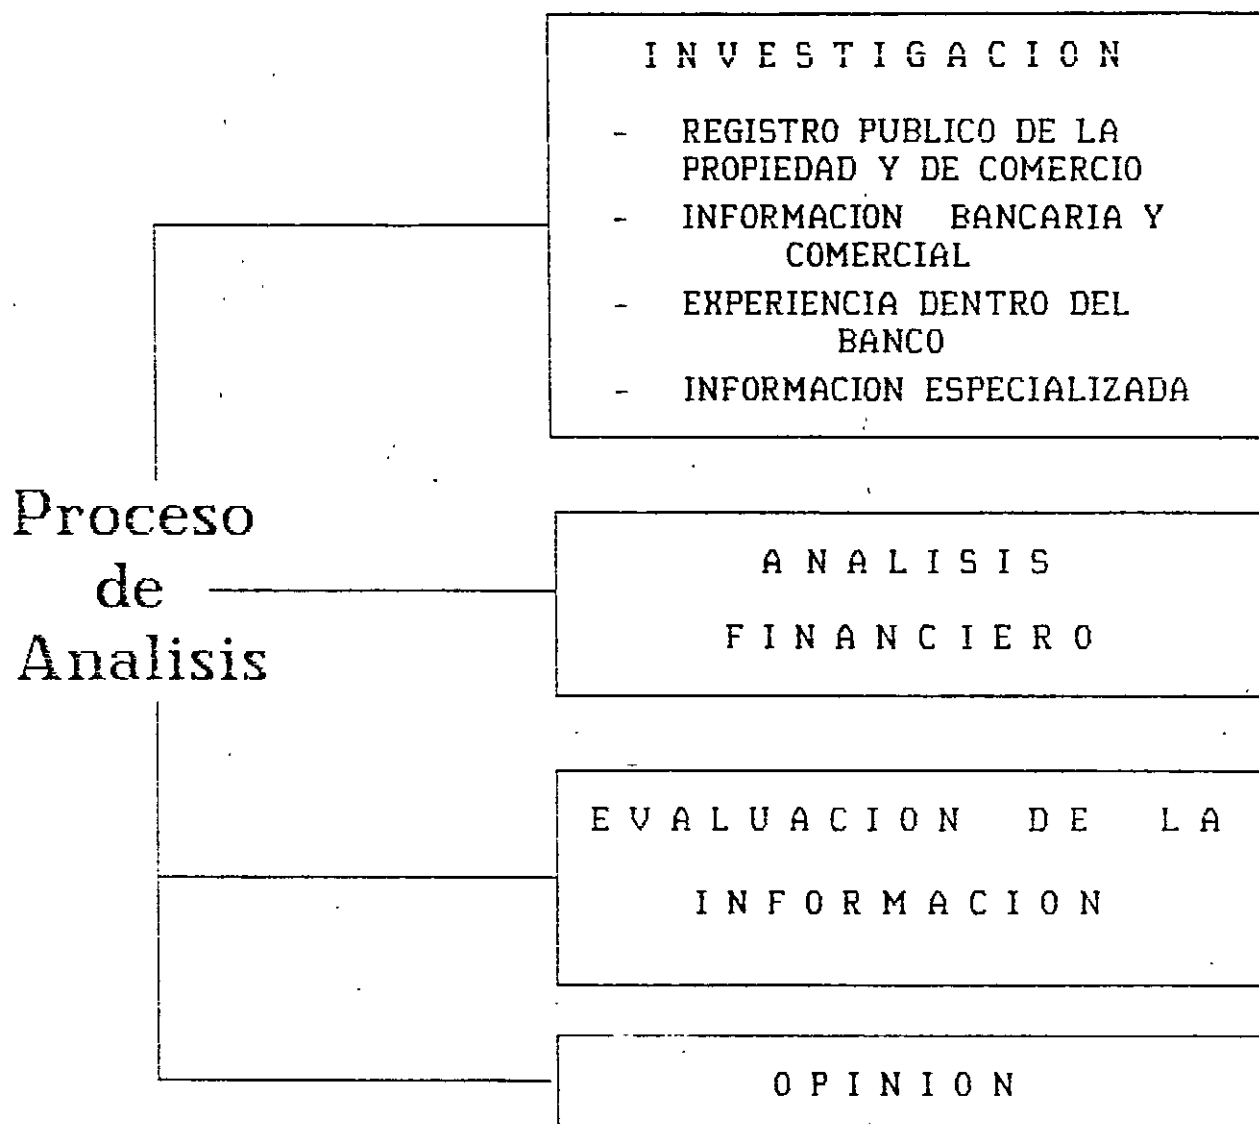 Proceso
de
Analisis
I N V E S T I G A C I O N
- REGISTRO PUBLICO DE LA
PROPIEDAD Y DE COMERCIO
- INFORMACION BANCARIA Y
COMERCIAL
- EXPERIENCIA DENTRO DEL
BANCO
- INFORMACION ESPECIALIZADA
A N A L I S I S
F I N A N C I E R O
E V A L U A C I O N D E L A
I N F O R M A C I O N
O P I N I O N